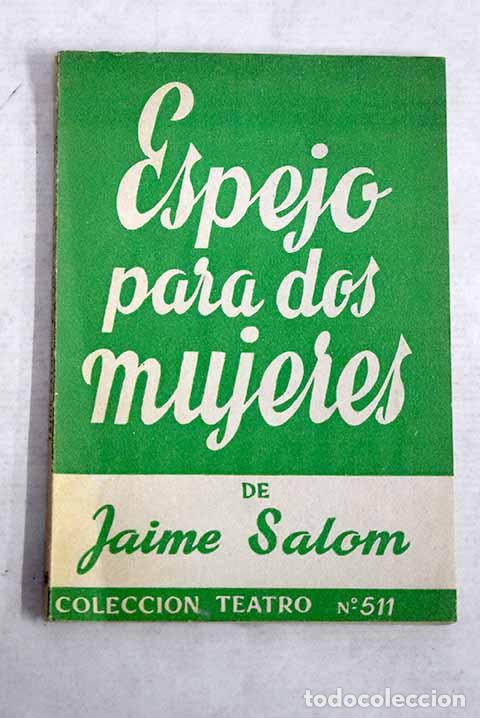 Espejo
para dos
mujeres
DE
Jaime Salom
COLECCION TEATRO Nº 511
todocoleccion